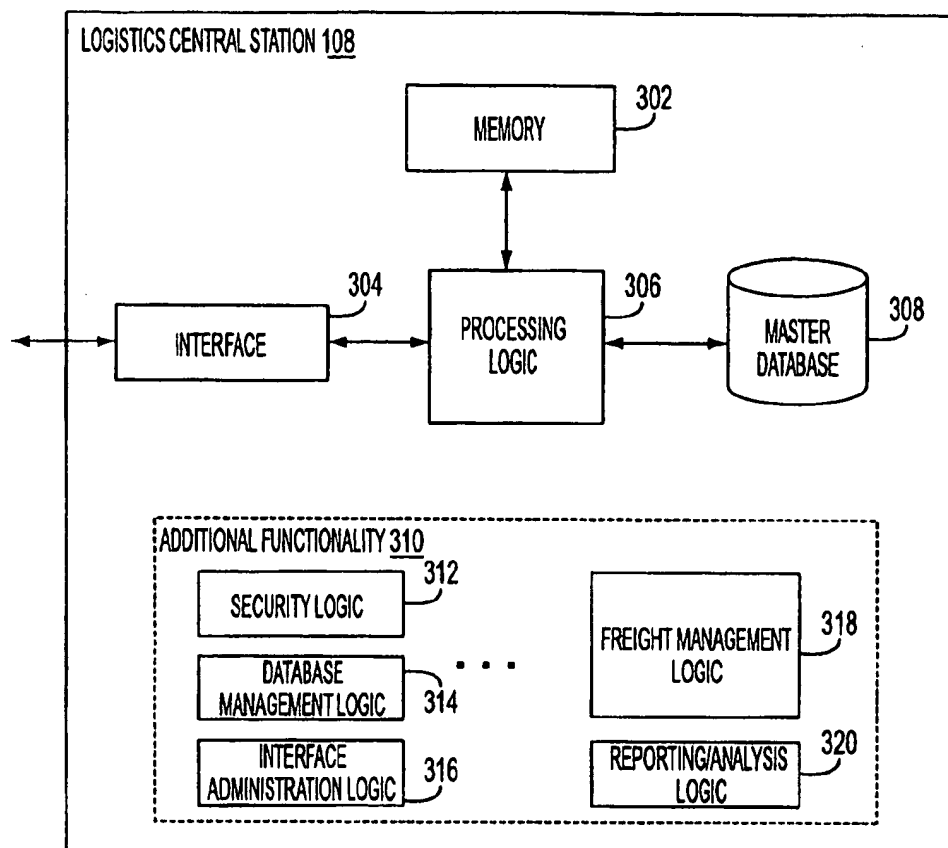 LOGISTICS CENTRAL STATION 108
302
MEMORY
304
INTERFACE
306
PROCESSING
LOGIC
308
MASTER
DATABASE
ADDITIONAL FUNCTIONALITY 310
312
SECURITY LOGIC
DATABASE
MANAGEMENT LOGIC
314
INTERFACE
ADMINISTRATION LOGIC
316
. . .
FREIGHT MANAGEMENT
LOGIC
318
REPORTING/ANALYSIS
LOGIC
320